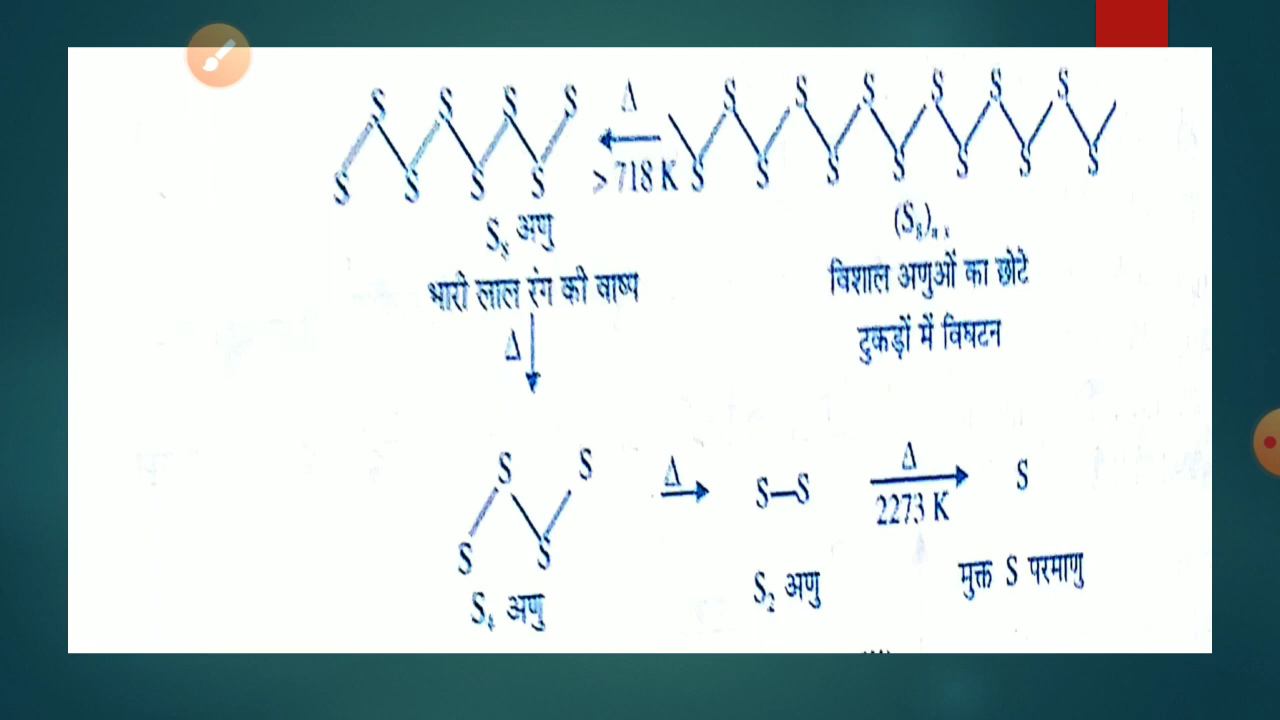 S S S S Δ S S S S S S
S S S S > 718 K S S S S S S S
S₈ अणु
(S₈)ₙ ₓ
भारी लाल रंग की वाष्प
विशाल अणुओं का छोटे
टुकड़ों में विघटन
Δ
S S Δ S—S Δ S
S S 2273 K
S₄ अणु
S₂ अणु
मुक्त S परमाणु